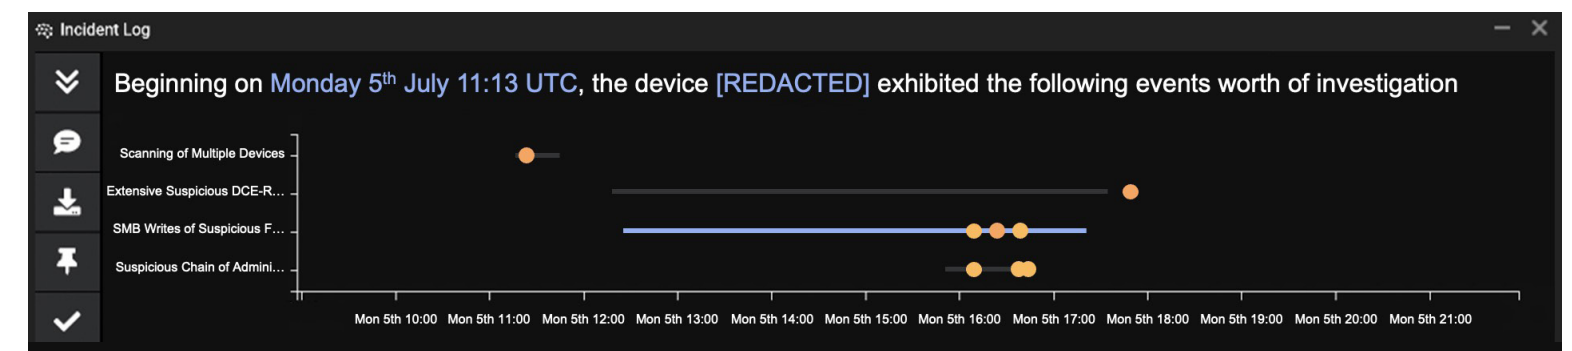 Incident Log
Beginning on Monday 5th July 11:13 UTC, the device [REDACTED] exhibited the following events worth of investigation
Scanning of Multiple Devices
Extensive Suspicious DCE-R...
SMB Writes of Suspicious F...
Suspicious Chain of Admini...
Mon 5th 10:00 Mon 5th 11:00 Mon 5th 12:00 Mon 5th 13:00 Mon 5th 14:00 Mon 5th 15:00 Mon 5th 16:00 Mon 5th 17:00 Mon 5th 18:00 Mon 5th 19:00 Mon 5th 20:00 Mon 5th 21:00